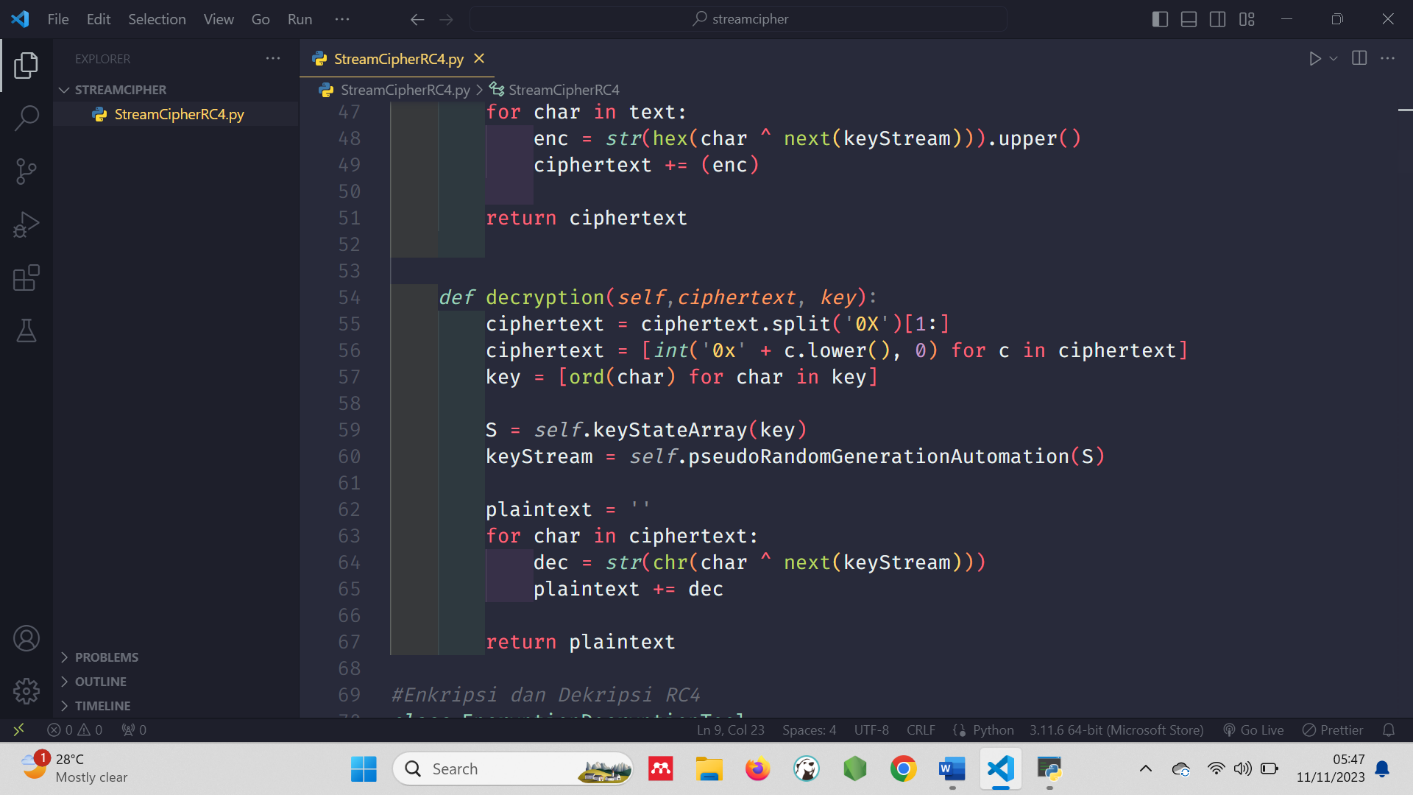 File Edit Selection View Go Run ··· streamcipher
EXPLORER ···
STREAMCIPHER
StreamCipherRC4.py
PROBLEMS
OUTLINE
TIMELINE
StreamCipherRC4.py
StreamCipherRC4.py > StreamCipherRC4
47 for char in text:
48 enc = str(hex(char ^ next(keyStream))).upper()
49 ciphertext += (enc)
50
51 return ciphertext
52
53
54 def decryption(self,ciphertext, key):
55 ciphertext = ciphertext.split('0X')[1:]
56 ciphertext = [int('0x' + c.lower(), 0) for c in ciphertext]
57 key = [ord(char) for char in key]
58
59 S = self.keyStateArray(key)
60 keyStream = self.pseudoRandomGenerationAutomation(S)
61
62 plaintext = ''
63 for char in ciphertext:
64 dec = str(chr(char ^ next(keyStream)))
65 plaintext += dec
66
67 return plaintext
68
69 #Enkripsi dan Dekripsi RC4
0 0 0 Ln 9, Col 23 Spaces: 4 UTF-8 CRLF Python 3.11.6 64-bit (Microsoft Store) Go Live Prettier
1 28°C
Mostly clear
Search
05:47
11/11/2023